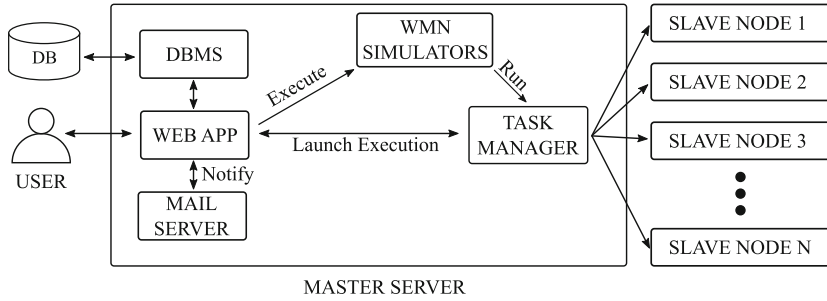 DB
USER
DBMS
WEB APP
Notify
MAIL
SERVER
Execute
WMN
SIMULATORS
Run
Launch Execution
TASK
MANAGER
MASTER SERVER
SLAVE NODE 1
SLAVE NODE 2
SLAVE NODE 3
SLAVE NODE N